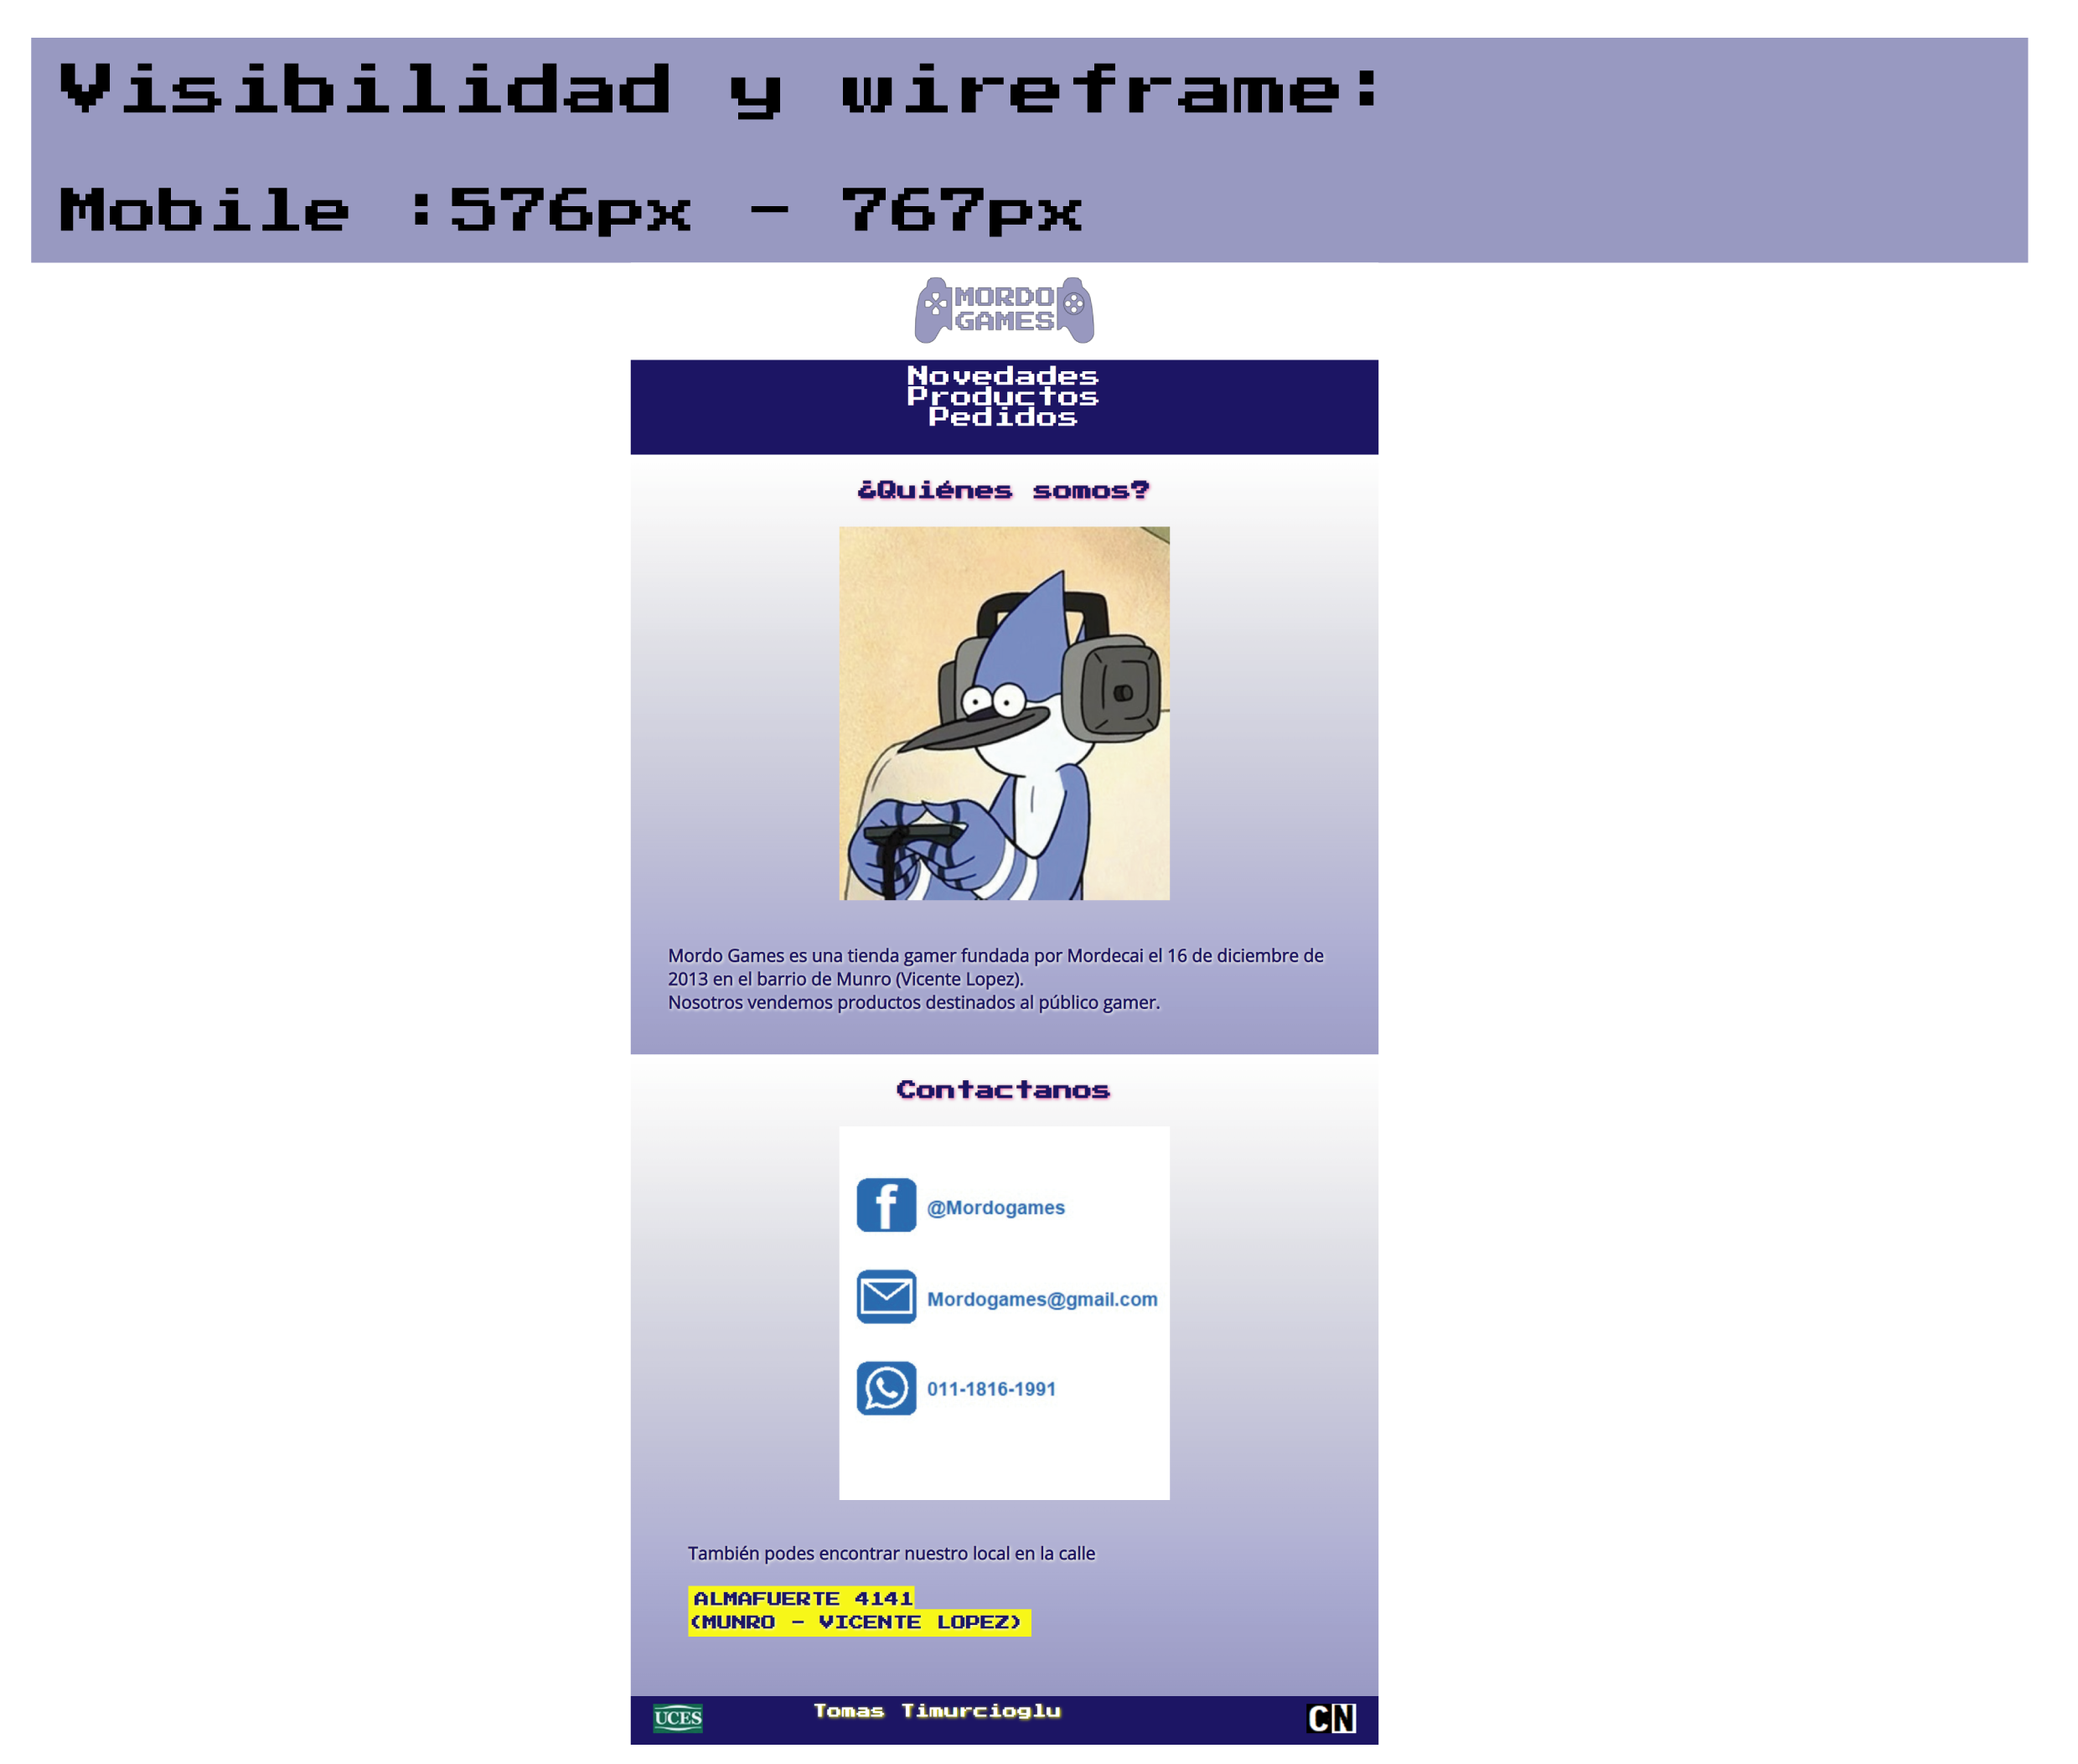 Visibilidad y wireframe:
Mobile :576px - 767px
MORDO
GAMES
Novedades
Productos
Pedidos
¿Quiénes somos?
Mordo Games es una tienda gamer fundada por Mordecai el 16 de diciembre de
2013 en el barrio de Munro (Vicente Lopez).
Nosotros vendemos productos destinados al público gamer.
Contactanos
@Mordogames
Mordogames@gmail.com
011-1816-1991
También podes encontrar nuestro local en la calle
ALMAFUERTE 4141
(MUNRO - VICENTE LOPEZ)
UCES Tomas Timurcioglu CN